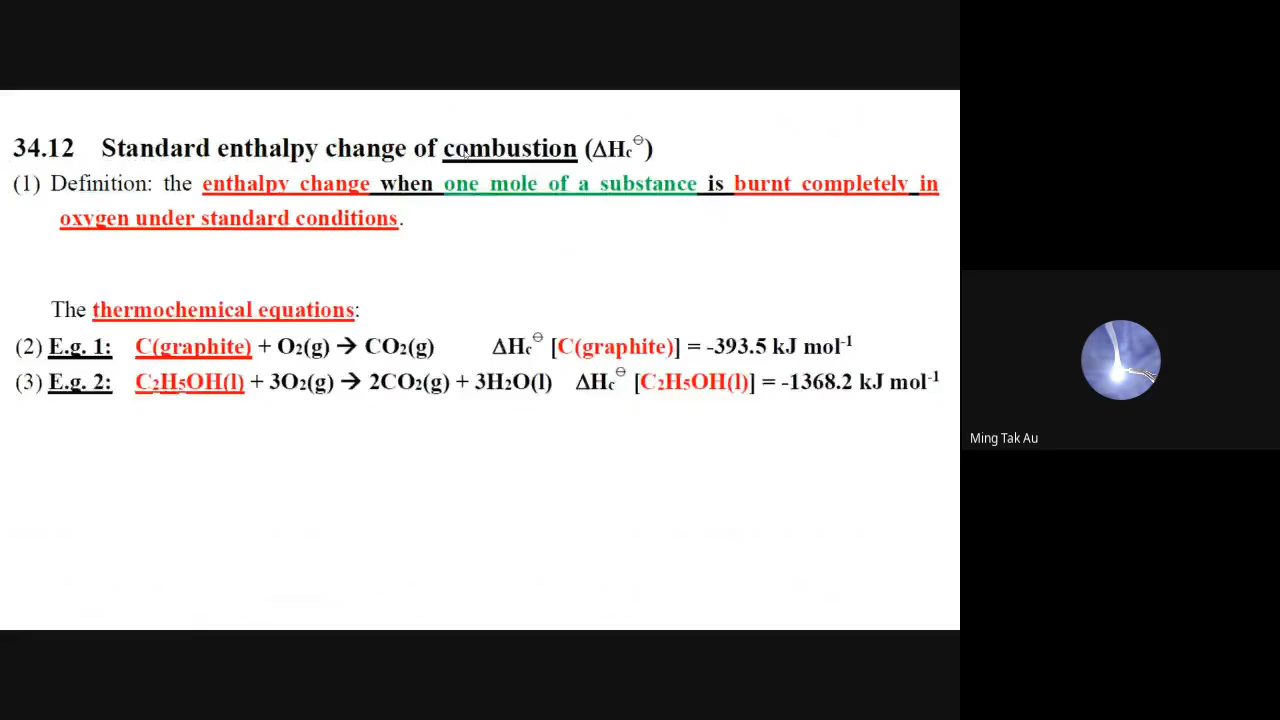 34.12 Standard enthalpy change of combustion (ΔHc⊖)
(1) Definition: the enthalpy change when one mole of a substance is burnt completely in
oxygen under standard conditions.
The thermochemical equations:
(2) E.g. 1: C(graphite) + O2(g) → CO2(g) ΔHc⊖ [C(graphite)] = -393.5 kJ mol-1
(3) E.g. 2: C2H5OH(l) + 3O2(g) → 2CO2(g) + 3H2O(l) ΔHc⊖ [C2H5OH(l)] = -1368.2 kJ mol-1
Ming Tak Au